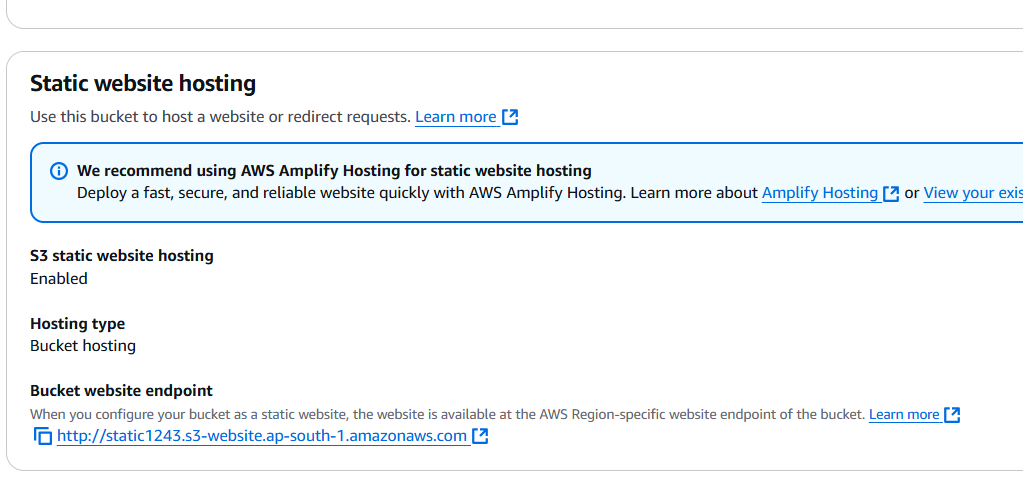 Static website hosting
Use this bucket to host a website or redirect requests. Learn more
We recommend using AWS Amplify Hosting for static website hosting
Deploy a fast, secure, and reliable website quickly with AWS Amplify Hosting. Learn more about Amplify Hosting or View your exis
S3 static website hosting
Enabled
Hosting type
Bucket hosting
Bucket website endpoint
When you configure your bucket as a static website, the website is available at the AWS Region-specific website endpoint of the bucket. Learn more
http://static1243.s3-website.ap-south-1.amazonaws.com